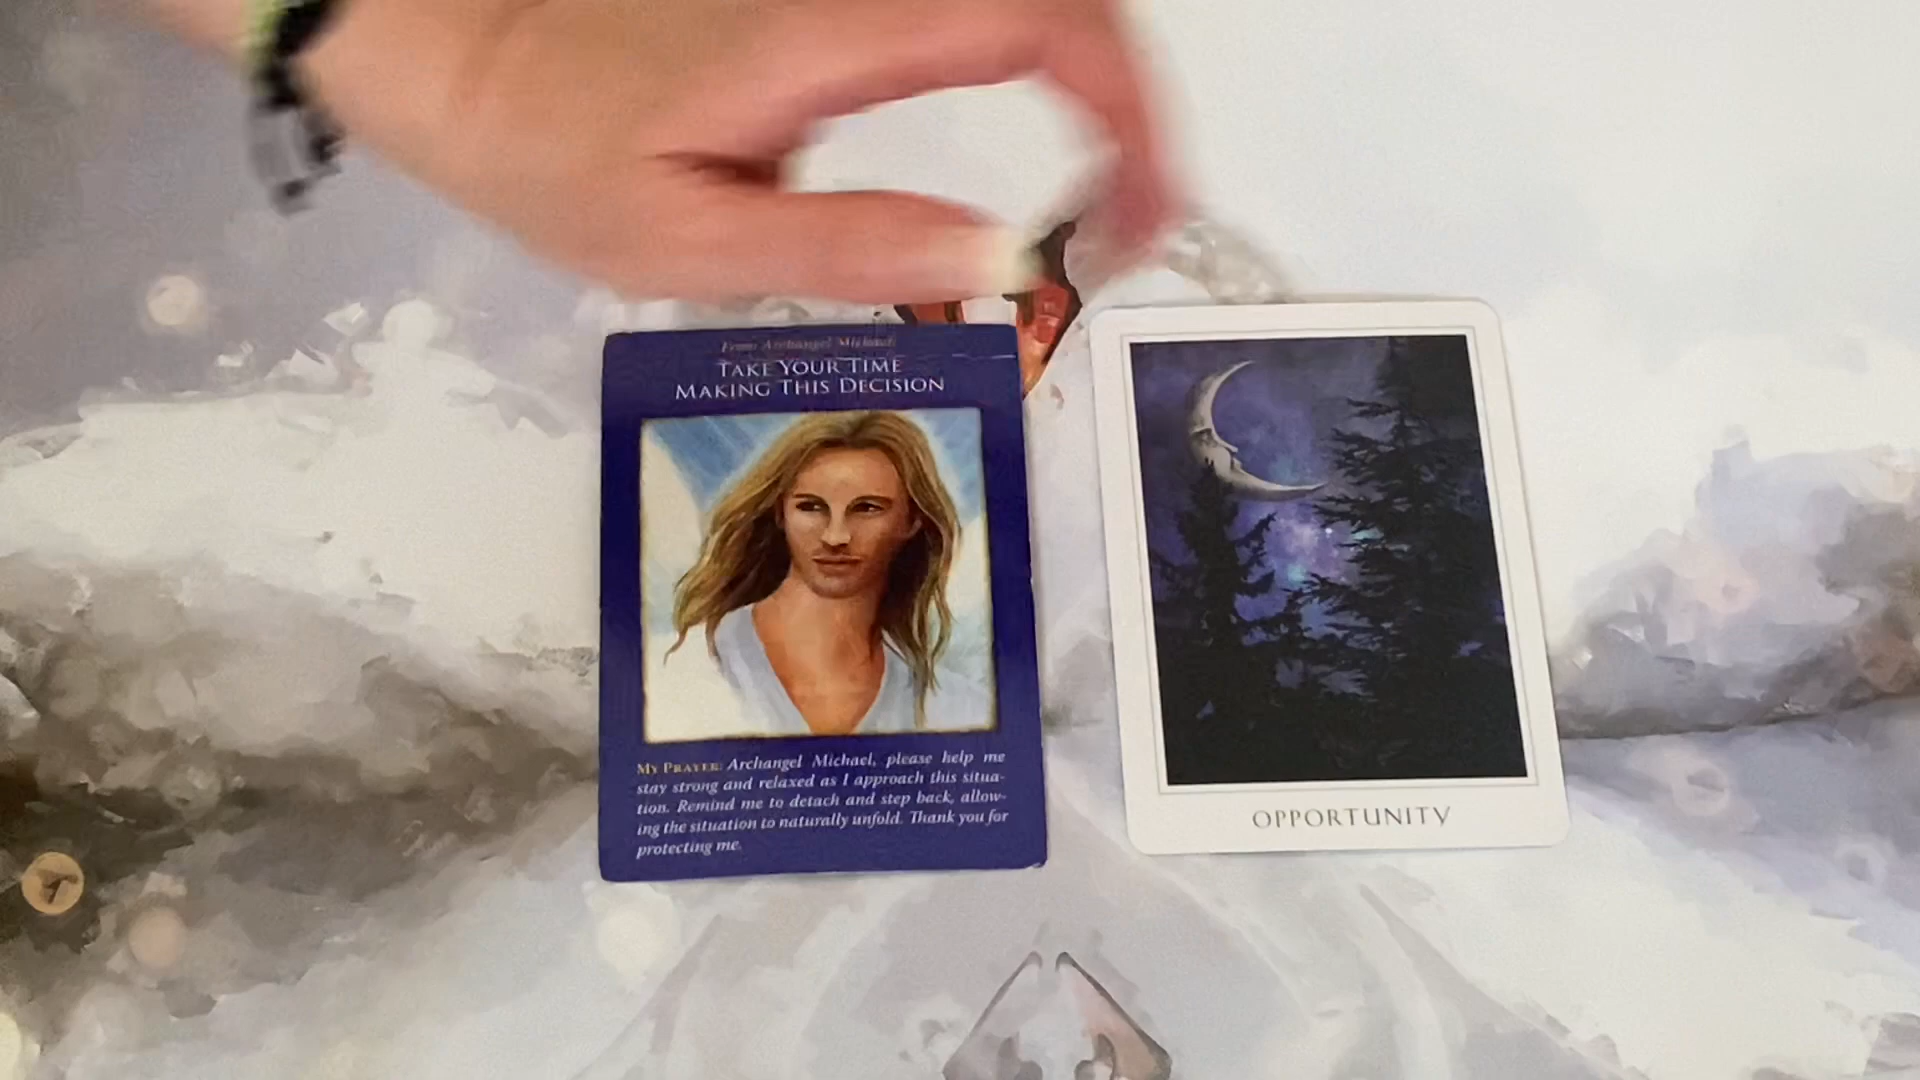 From Archangel Michael:
TAKE YOUR TIME
MAKING THIS DECISION
MY PRAYER: Archangel Michael, please help me
stay strong and relaxed as I approach this situa-
tion. Remind me to detach and step back, allow-
ing the situation to naturally unfold. Thank you for
protecting me.
OPPORTUNITY